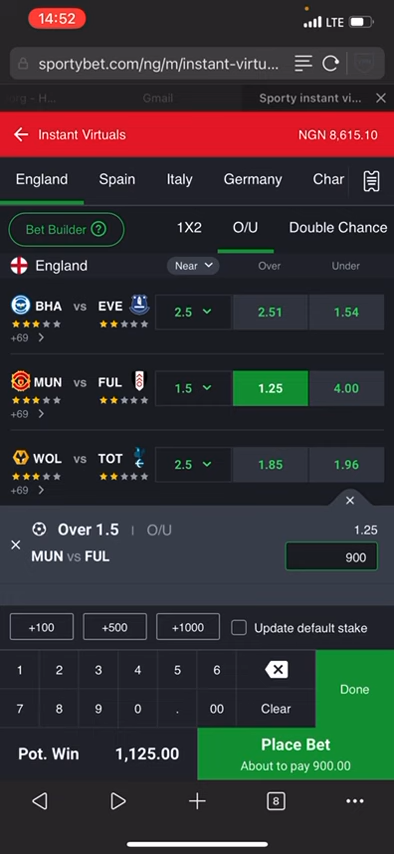 14:52
LTE
sportybet.com/ng/m/instant-virtu...
org - H...
Gmail
Sporty instant vi...
Instant Virtuals
NGN 8,615.10
England Spain Italy Germany Char
Bet Builder ?
1X2 O/U Double Chance
England Near Over Under
BHA vs EVE 2.5 2.51 1.54
+69
MUN vs FUL 1.5 1.25 4.00
+69
WOL vs TOT 2.5 1.85 1.96
+69
Over 1.5 | O/U 1.25
MUN vs FUL 900
+100 +500 +1000 Update default stake
1 2 3 4 5 6
Done
7 8 9 0 . 00 Clear
Pot. Win 1,125.00
Place Bet
About to pay 900.00
8